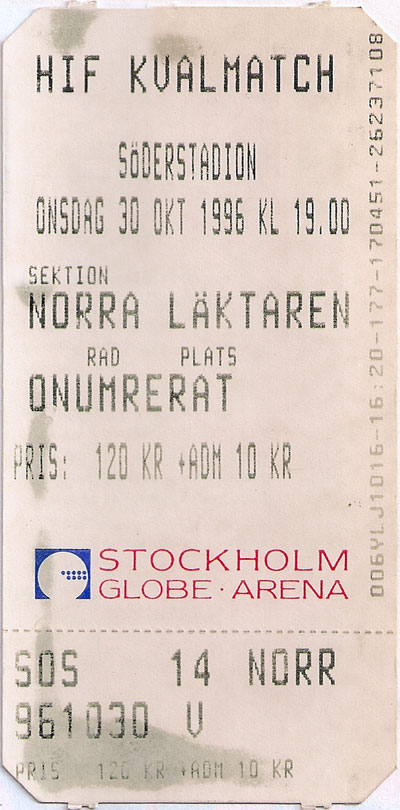 HIF KVALMATCH
SÖDERSTADION
ONSDAG 30 OKT 1996 KL 19.00
SEKTION
NORRA LÄKTAREN
RAD PLATS
ONUMRERAT
PRIS: 120 KR +ADM 10 KR
STOCKHOLM
GLOBE·ARENA
SOS 14 NORR
961030 V
PRIS 120 KR +ADM 10 KR
006YLJ1016-16:20-177-170451-26237108